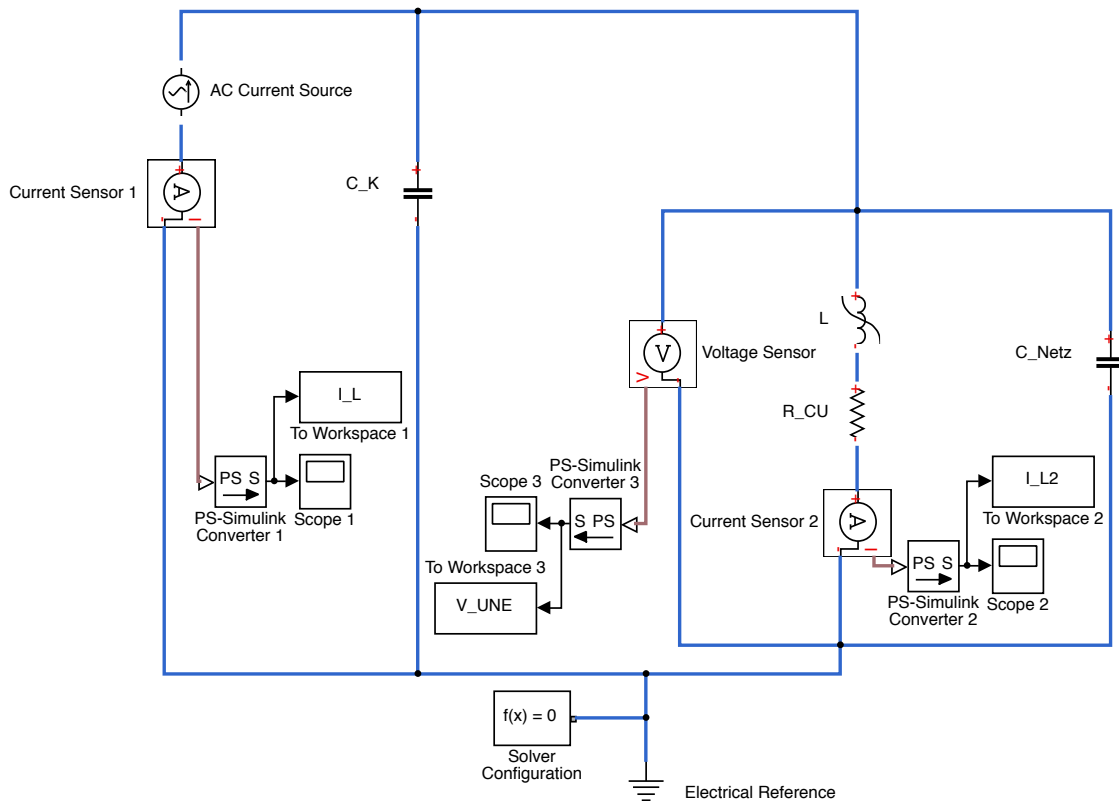 AC Current Source
+
A
Current Sensor 1
-
I
C_K
+
-
I_L
To Workspace 1
PS S
PS-Simulink
Converter 1
Scope 1
+
V
V
-
Voltage Sensor
Scope 3
PS-Simulink
Converter 3
S PS
To Workspace 3
V_UNE
+
L
-
+
R_CU
-
C_Netz
+
-
+
A
Current Sensor 2
-
I
I_L2
To Workspace 2
PS S
PS-Simulink
Converter 2
Scope 2
f(x) = 0
Solver
Configuration
Electrical Reference